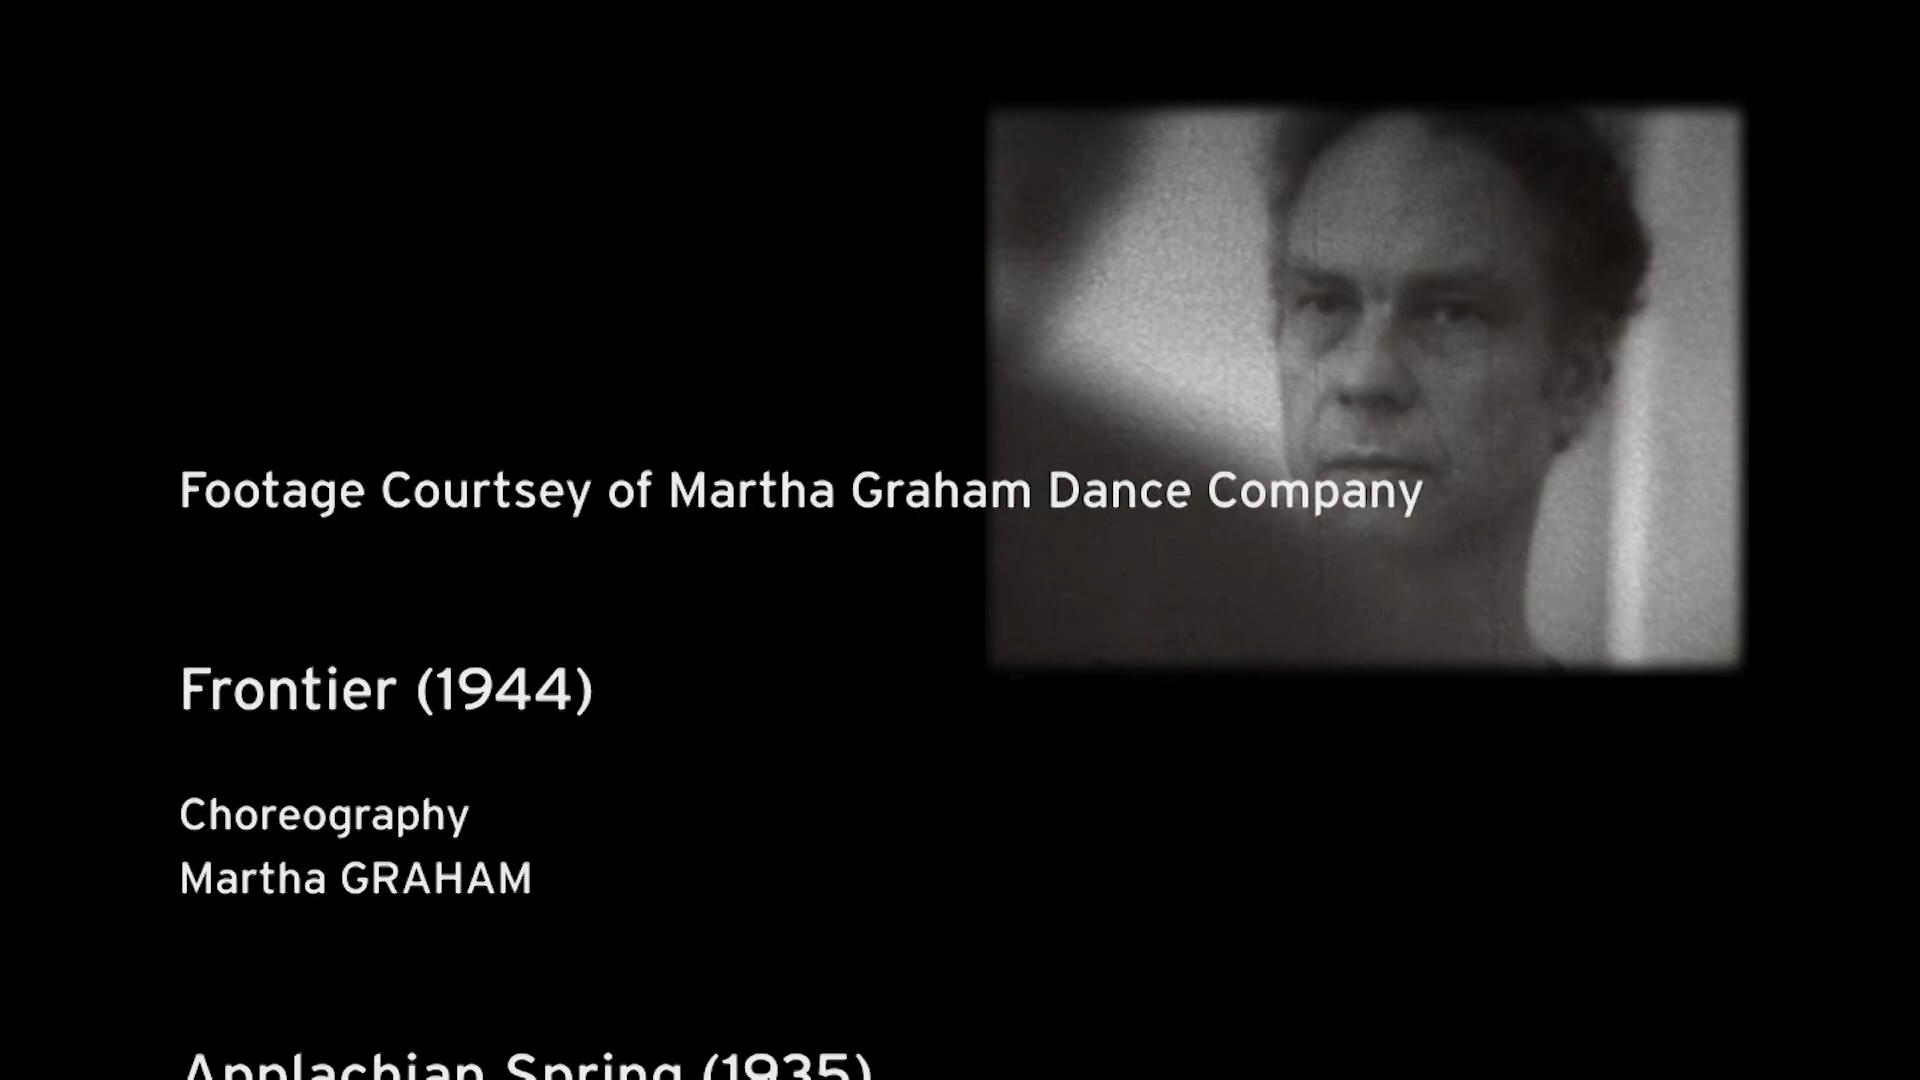 Footage Courtsey of Martha Graham Dance Company
Frontier (1944)
Choreography
Martha GRAHAM
Applachian Spring (1935)